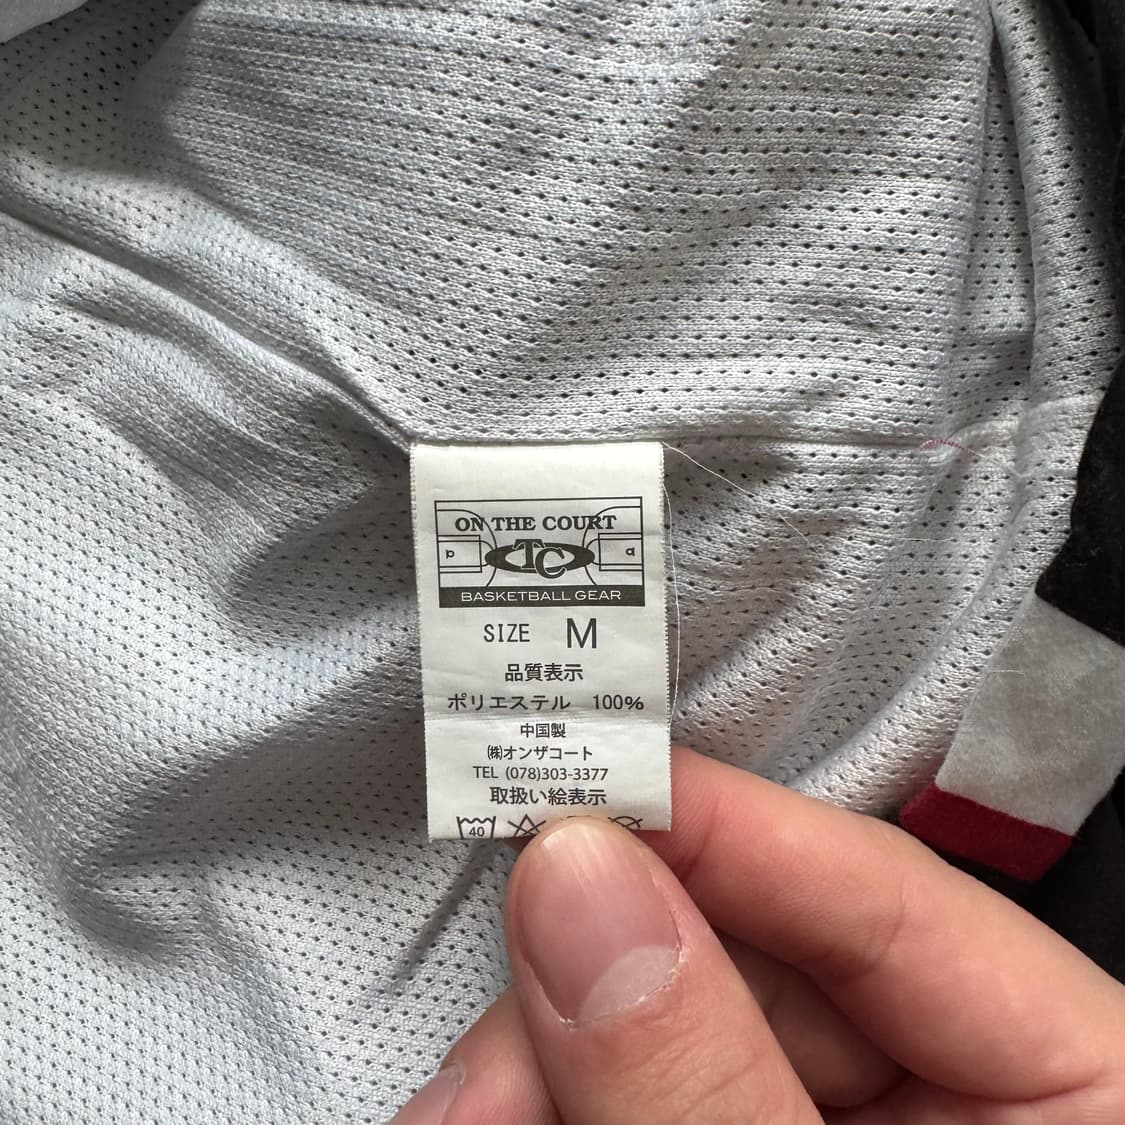 ON THE COURT
p TC a
BASKETBALL GEAR
SIZE M
品質表示
ポリエステル 100%
中国製
㈱オンザコート
TEL (078)303-3377
取扱い絵表示
40